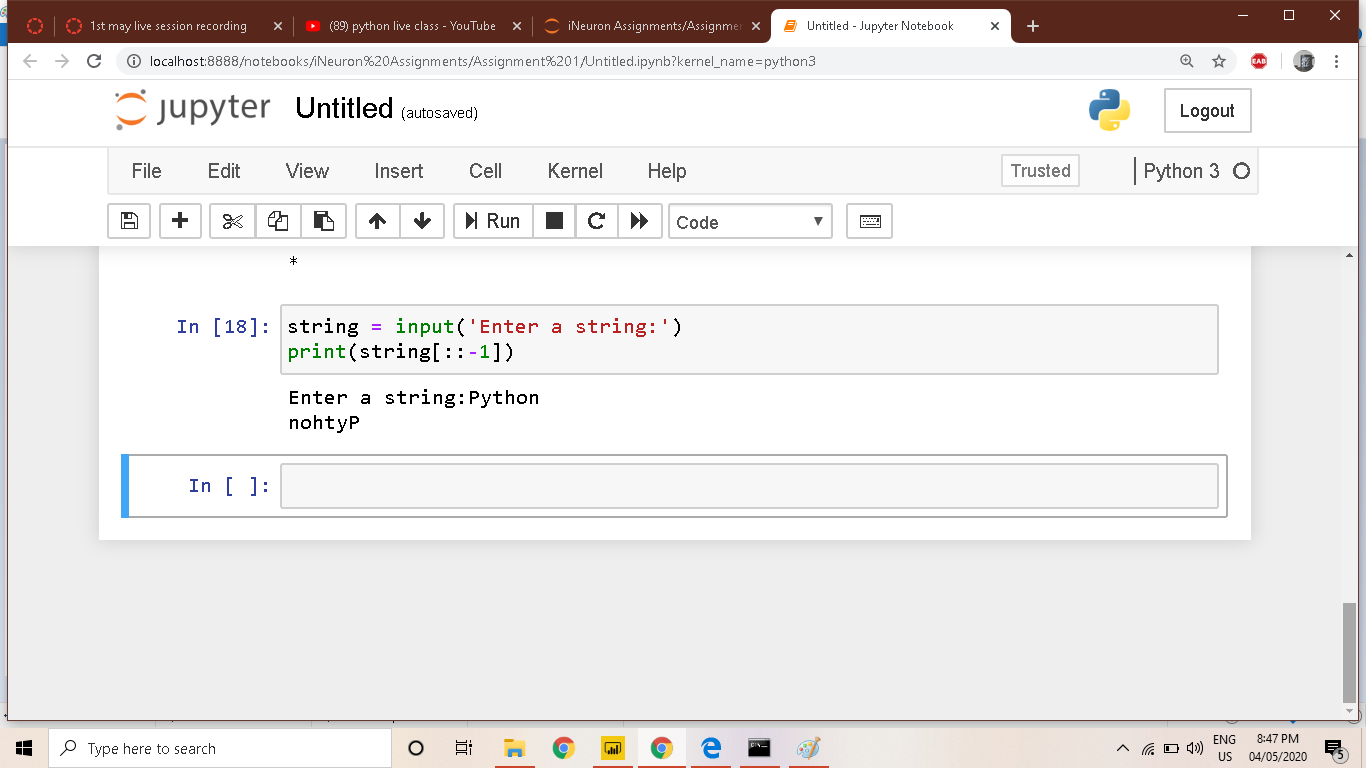 1st may live session recording
(89) python live class - YouTube
iNeuron Assignments/Assignme
Untitled - Jupyter Notebook
localhost:8888/notebooks/iNeuron%20Assignments/Assignment%201/Untitled.ipynb?kernel_name=python3
EAB
jupyter Untitled (autosaved)
Logout
File Edit View Insert Cell Kernel Help
Trusted
Python 3
Run
Code
*
In [18]:
string = input('Enter a string:')
print(string[::-1])
Enter a string:Python
nohtyP
In [ ]:
Type here to search
ENG
US
8:47 PM
04/05/2020
5